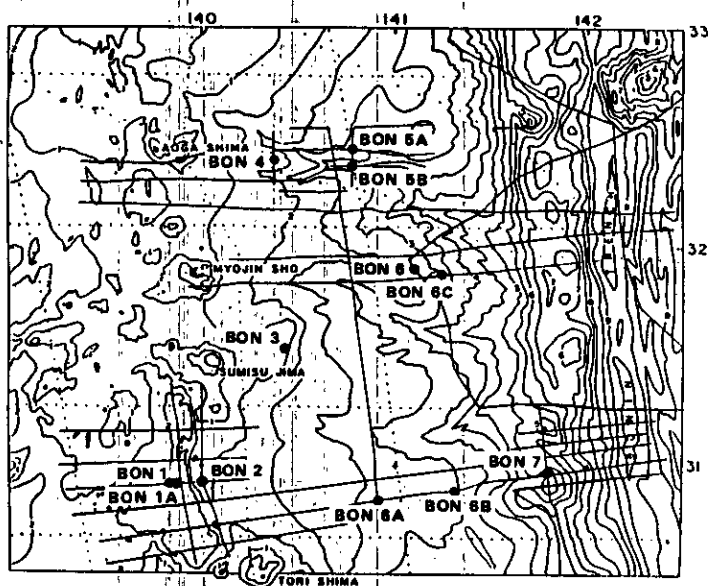 140 141 142
33
BON 5A
AOGA SHIMA
BON 4
BON 5B
32
MYOJIN SHO
BON 6
BON 6C
BON 3
SUMISU JIMA
31
BON 7
BON 1
BON 2
BON 1A
BON 6A
BON 6B
TORI SHIMA